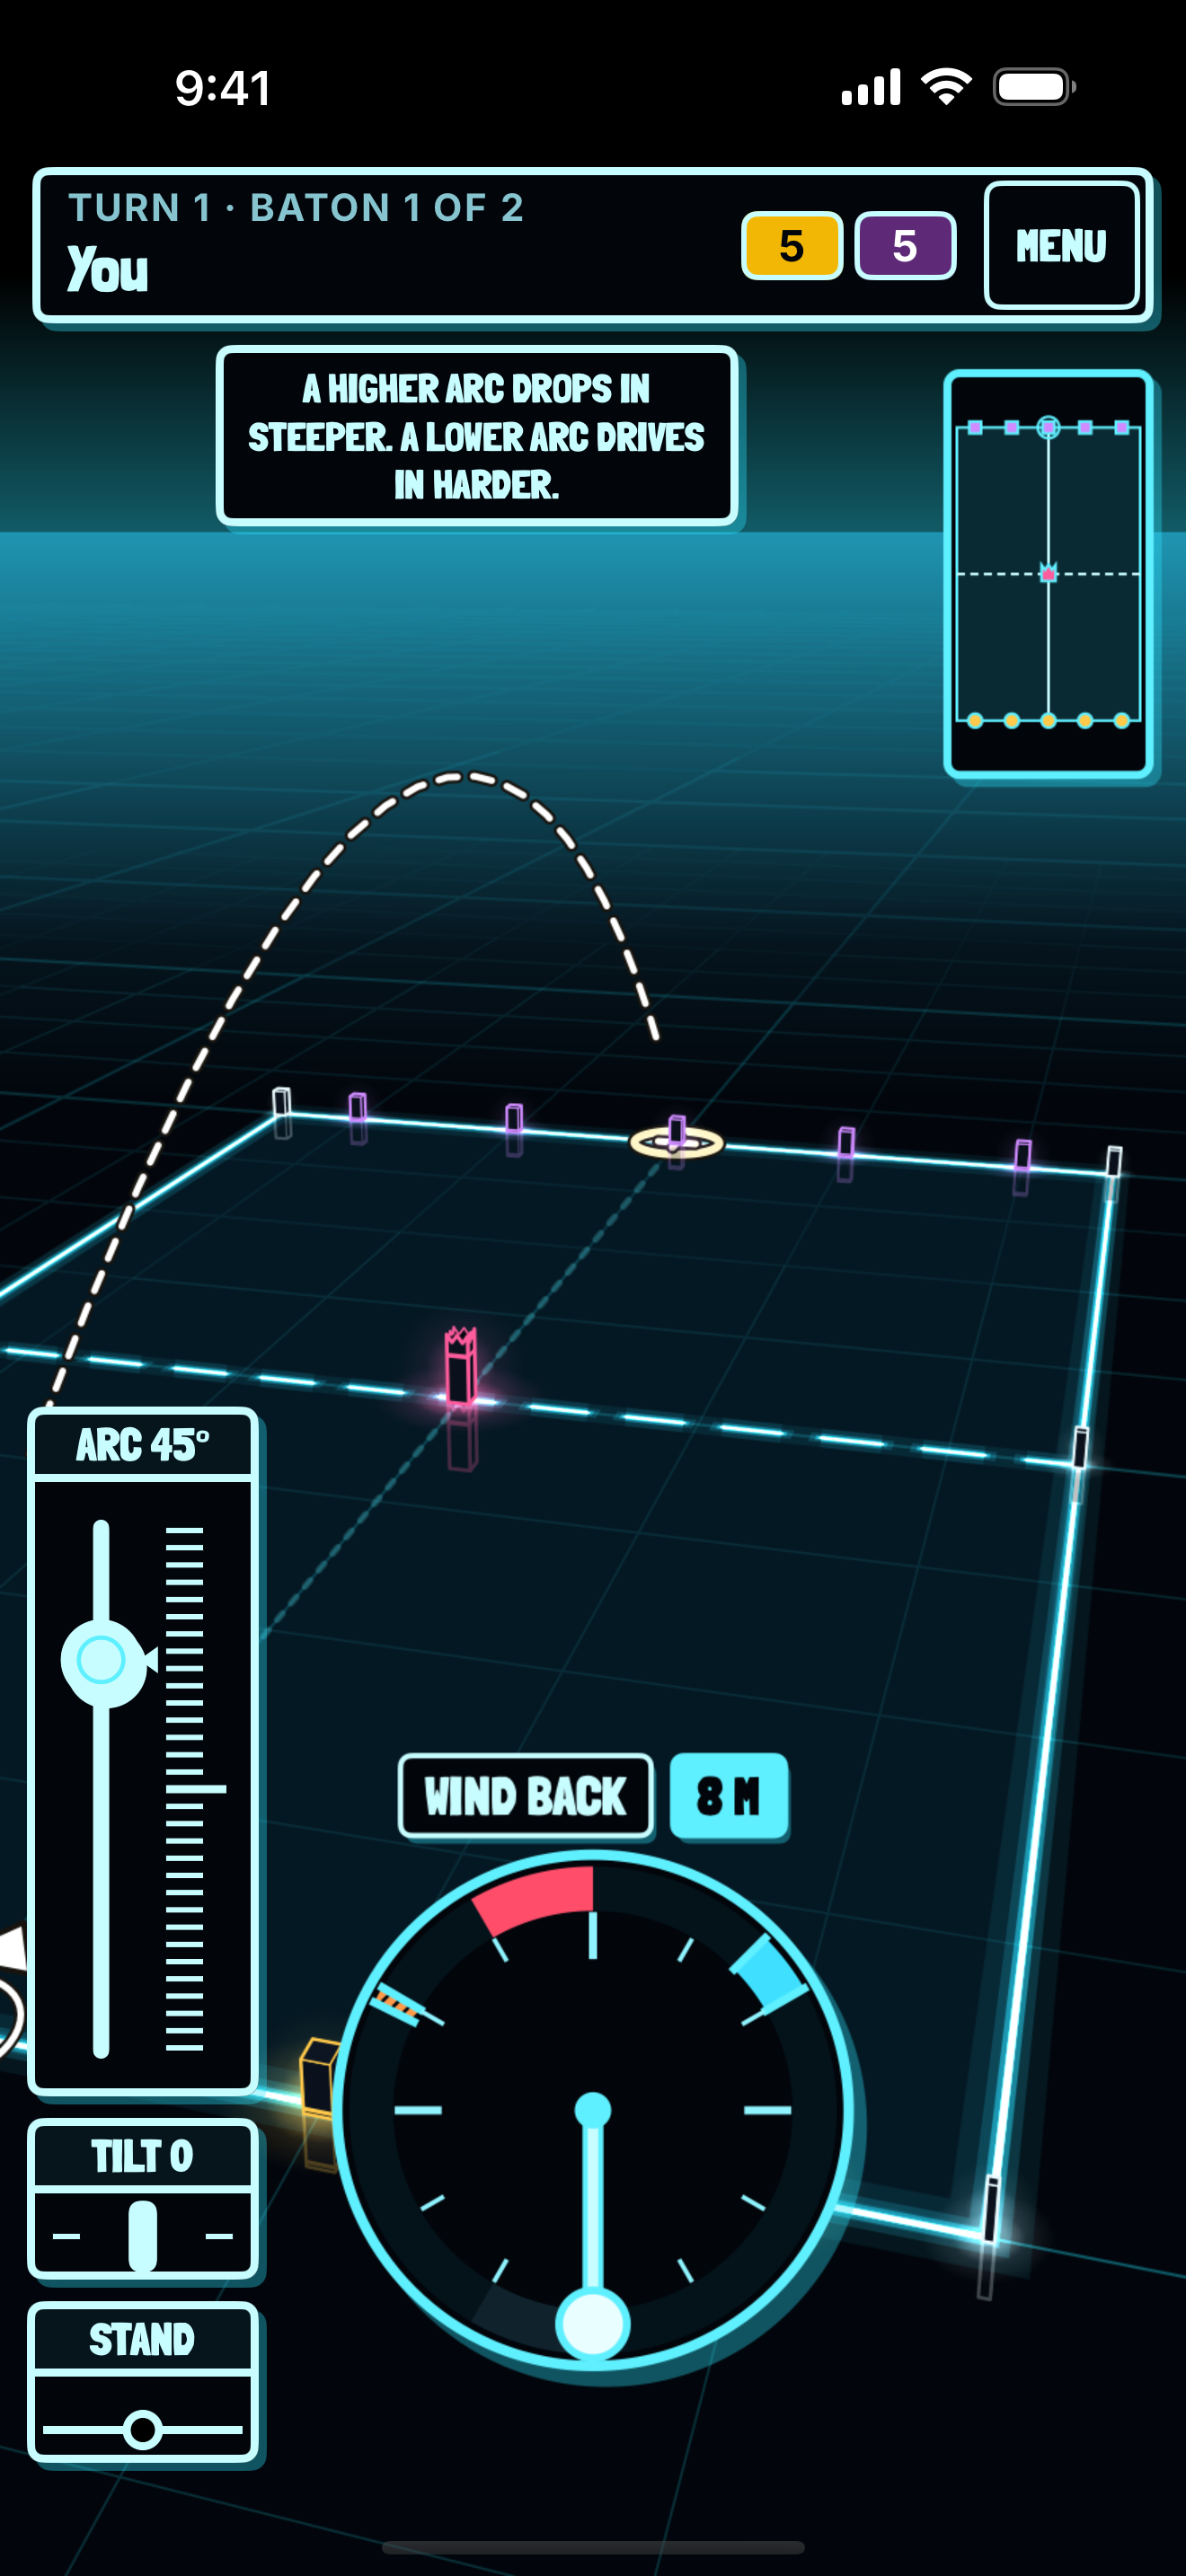 9:41
TURN 1 · BATON 1 OF 2
You
5 5
MENU
A HIGHER ARC DROPS IN
STEEPER. A LOWER ARC DRIVES
IN HARDER.
ARC 45°
WIND BACK
8 M
TILT 0
STAND